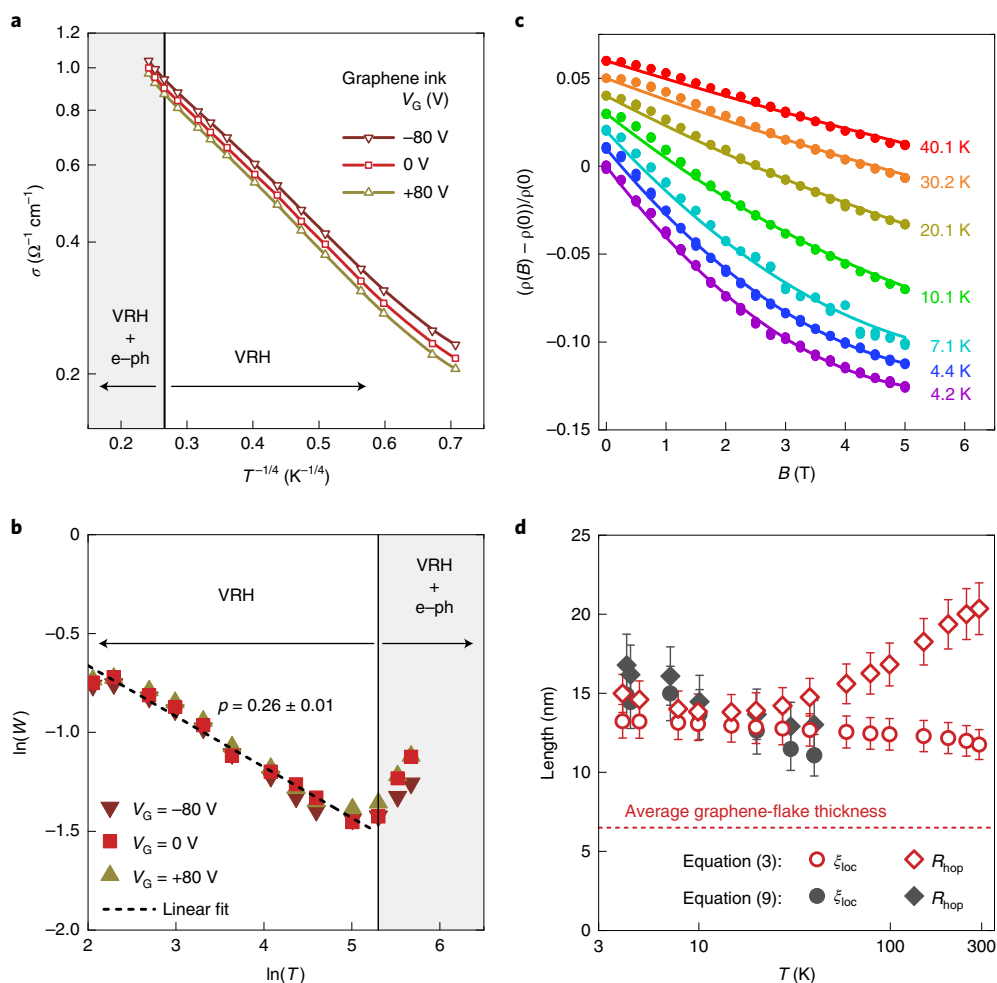 a
1.2
1.0
0.8
0.6
0.4
0.2
σ (Ω⁻¹ cm⁻¹)
Graphene ink
V_G (V)
−80 V
0 V
+80 V
VRH
+
e–ph
VRH
0.2 0.3 0.4 0.5 0.6 0.7
T^−1/4 (K^−1/4)
c
0.05
0
−0.05
−0.10
−0.15
(ρ(B) − ρ(0))/ρ(0)
40.1 K
30.2 K
20.1 K
10.1 K
7.1 K
4.4 K
4.2 K
0 1 2 3 4 5 6
B (T)
b
0
−0.5
−1.0
−1.5
−2.0
ln(W)
VRH
VRH
+
e–ph
p = 0.26 ± 0.01
V_G = −80 V
V_G = 0 V
V_G = +80 V
Linear fit
2 3 4 5 6
ln(T)
d
25
20
15
10
5
0
Length (nm)
Average graphene-flake thickness
Equation (3): ξ_loc R_hop
Equation (9): ξ_loc R_hop
3 10 100 300
T (K)